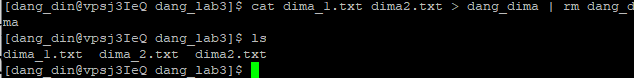 [dang_din@vpsj3IeQ dang_lab3]$ cat dima_1.txt dima2.txt > dang_dima | rm dang_d
ma
[dang_din@vpsj3IeQ dang_lab3]$ ls
dima_1.txt  dima_2.txt  dima2.txt
[dang_din@vpsj3IeQ dang_lab3]$